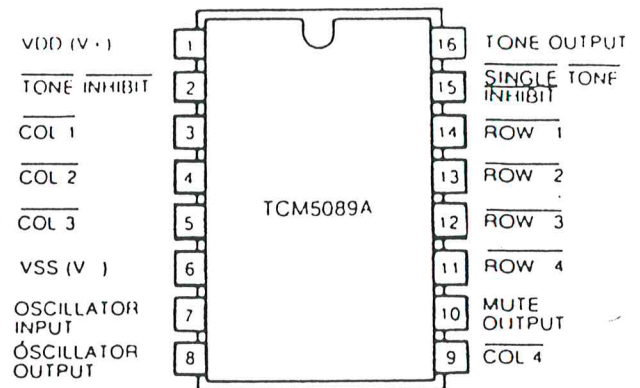 VDD (V+) 1
TONE INHIBIT 2
COL 1 3
COL 2 4
COL 3 5
VSS (V ) 6
OSCILLATOR
INPUT 7
OSCILLATOR
OUTPUT 8
TCM5089A
16 TONE OUTPUT
15 SINGLE TONE
INHIBIT
14 ROW 1
13 ROW 2
12 ROW 3
11 ROW 4
10 MUTE
OUTPUT
9 COL 4